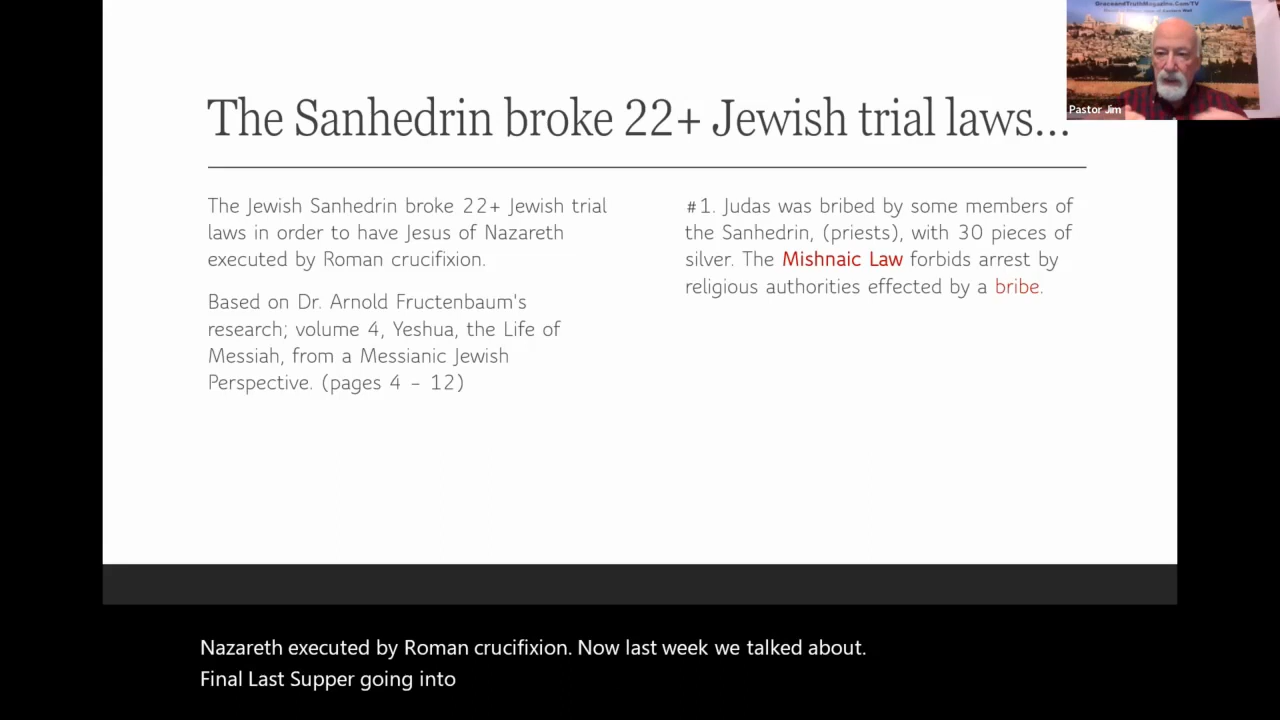 GraceandTruthMagazine.Com/TV
Pastor Jim
The Sanhedrin broke 22+ Jewish trial laws...
The Jewish Sanhedrin broke 22+ Jewish trial
laws in order to have Jesus of Nazareth
executed by Roman crucifixion.
Based on Dr. Arnold Fructenbaum's
research; volume 4, Yeshua, the Life of
Messiah, from a Messianic Jewish
Perspective. (pages 4 – 12)
#1. Judas was bribed by some members of
the Sanhedrin, (priests), with 30 pieces of
silver. The Mishnaic Law forbids arrest by
religious authorities effected by a bribe.
Nazareth executed by Roman crucifixion. Now last week we talked about.
Final Last Supper going into